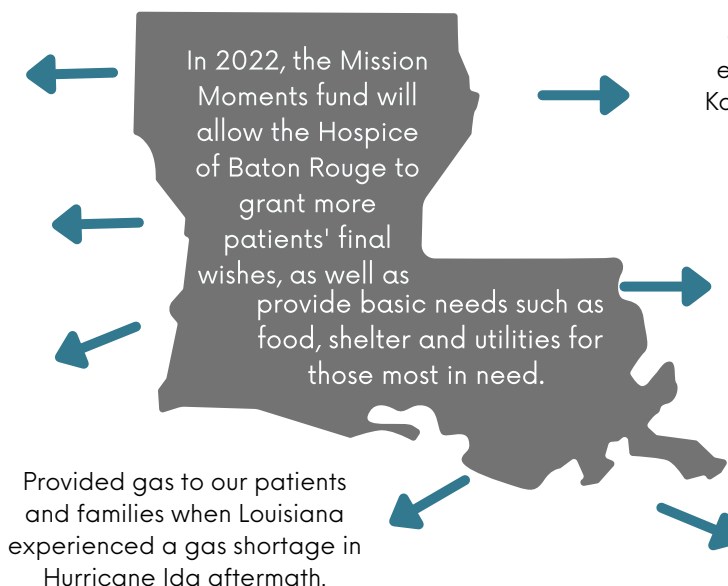 In 2022, the Mission
Moments fund will
allow the Hospice
of Baton Rouge to
grant more
patients' final
wishes, as well as
provide basic needs such as
food, shelter and utilities for
those most in need.
Provided gas to our patients
and families when Louisiana
experienced a gas shortage in
Hurricane Ida aftermath.